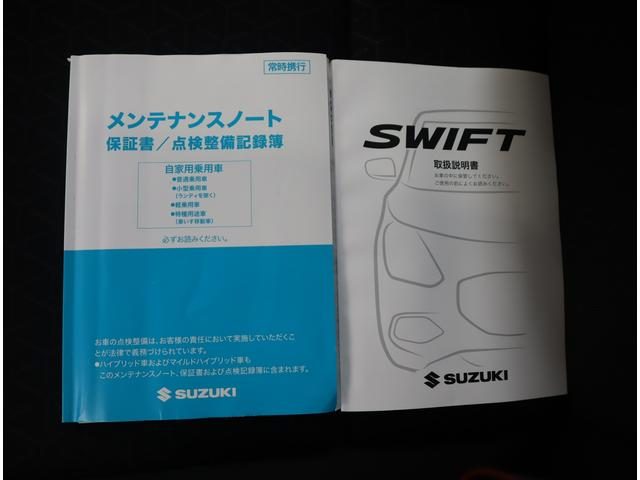 常時携行
メンテナンスノート
保証書／点検整備記録簿
自家用乗用車
●普通乗用車
●小型乗用車
（ランディを除く）
●軽乗用車
●特種用途車
（車いす移動車）
必ずお読みください。
お車の点検整備は、お客様の責任において実施していただくこ
とが法律で義務づけられています。
●ハイブリッド車およびマイルドハイブリッド車も
このメンテナンスノート、保証書および点検記録簿に含まれます。
SUZUKI
SWIFT
取扱説明書
お車の中に保管してください。
ご使用の前によくお読みください。
SUZUKI